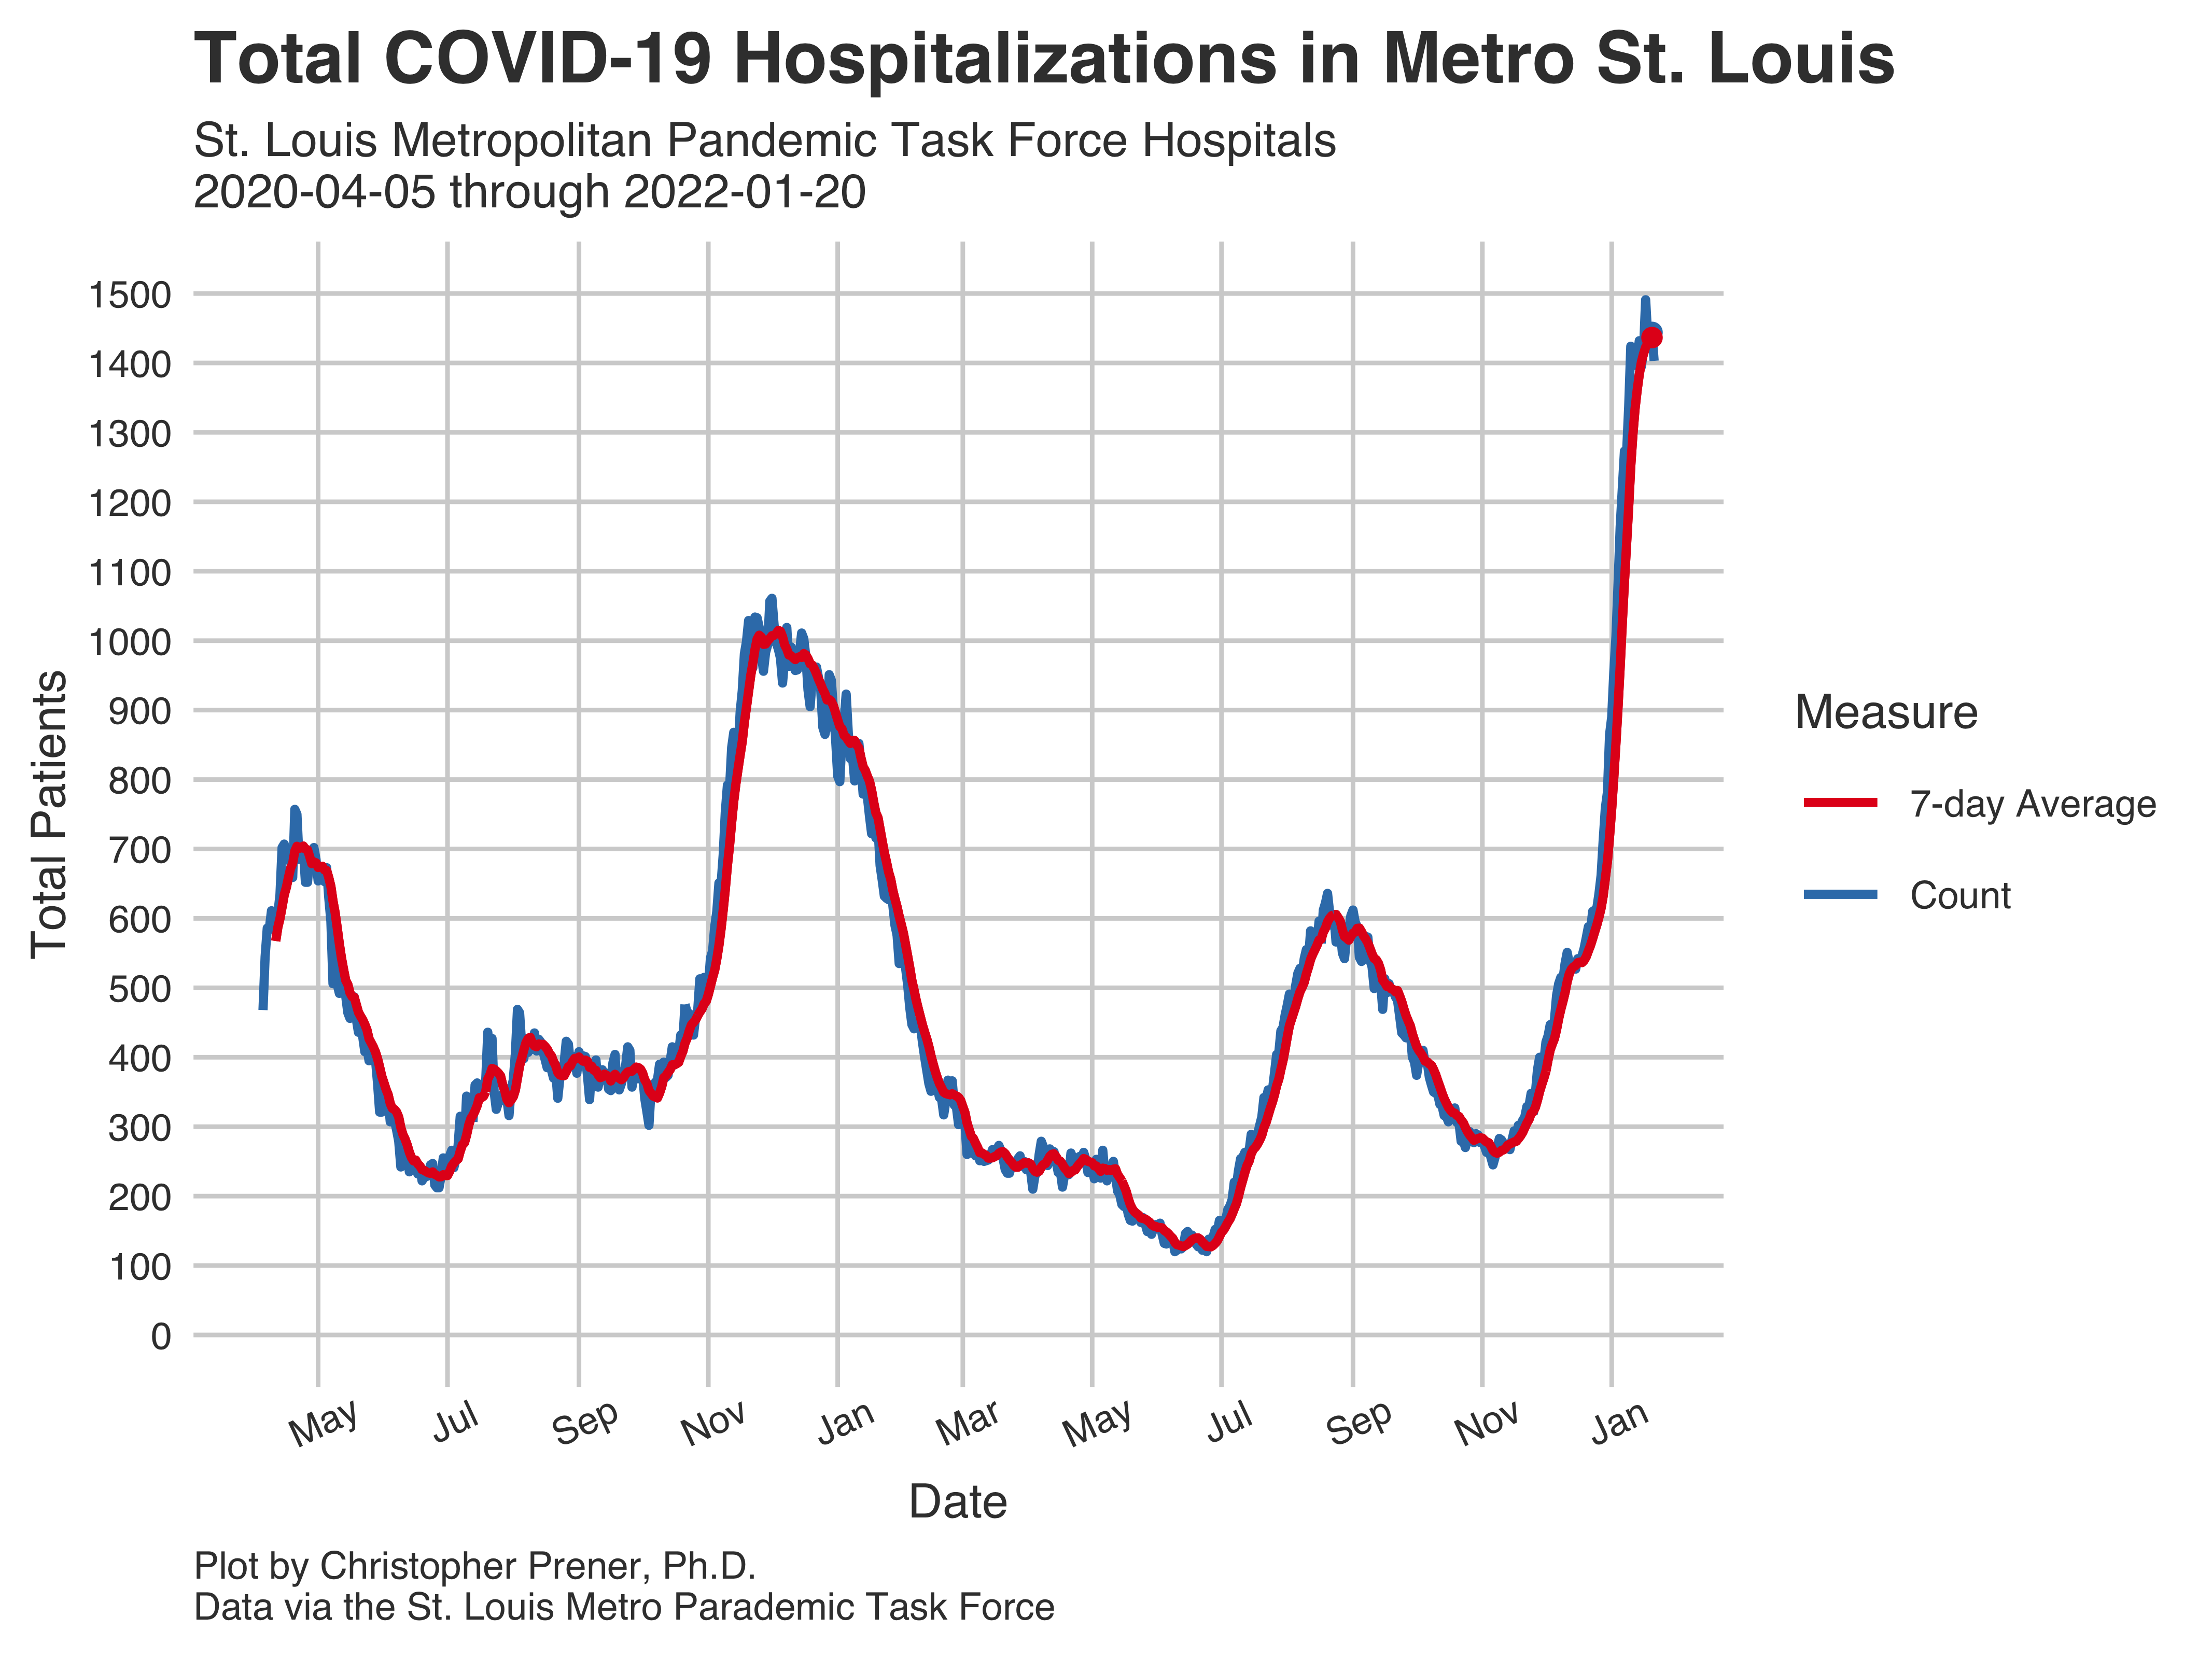 Total COVID-19 Hospitalizations in Metro St. Louis
St. Louis Metropolitan Pandemic Task Force Hospitals
2020-04-05 through 2022-01-20
Total Patients
1500
1400
1300
1200
1100
1000
900
800
700
600
500
400
300
200
100
0
May
Jul
Sep
Nov
Jan
Mar
May
Jul
Sep
Nov
Jan
Date
Measure
7-day Average
Count
Plot by Christopher Prener, Ph.D.
Data via the St. Louis Metro Parademic Task Force